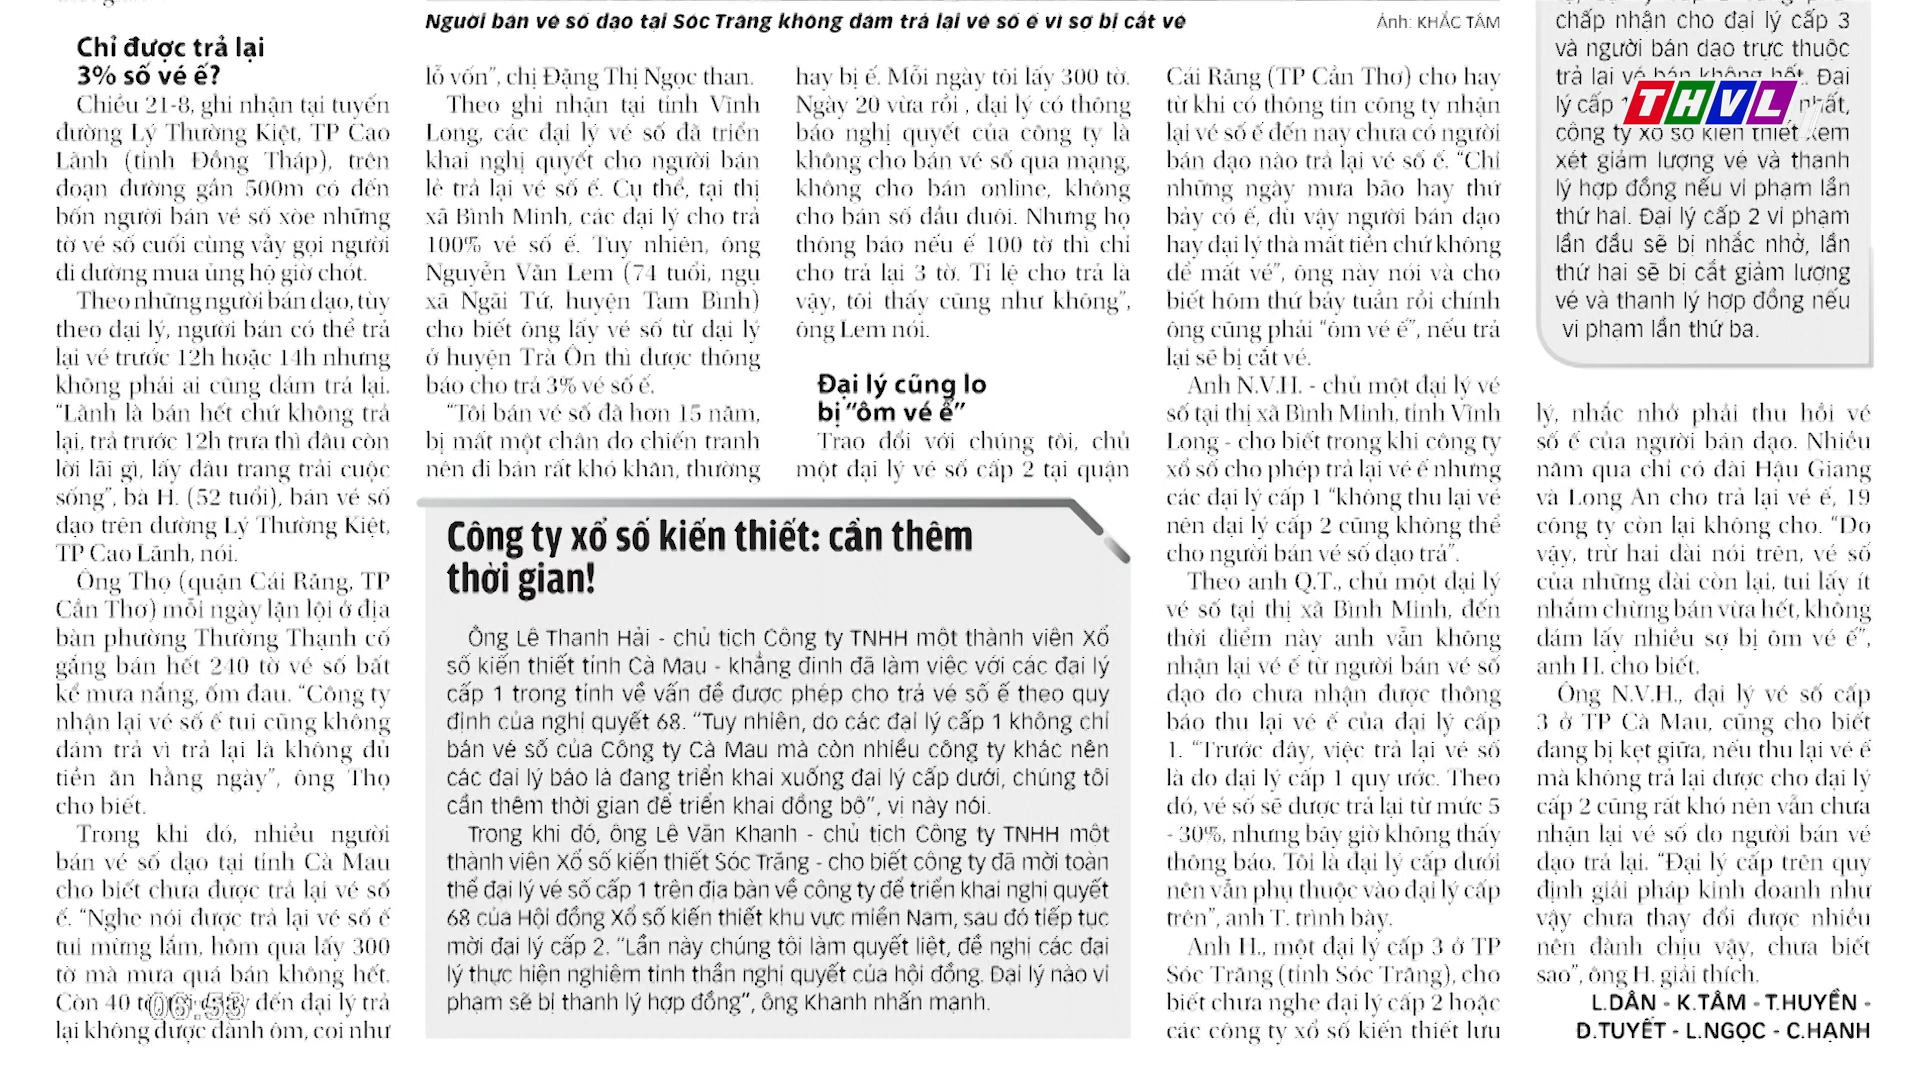 Người bán vé số dạo tại Sóc Trăng không dám trả lại vé số ế vì sợ bị cắt vé
Ảnh: KHẮC TÂM
Chỉ được trả lại
3% số vé ế?
Chiều 21-8, ghi nhận tại tuyến
đường Lý Thường Kiệt, TP Cao
Lãnh (tỉnh Đồng Tháp), trên
đoạn đường gần 500m có đến
bốn người bán vé số xòe những
tờ vé số cuối cùng vẫy gọi người
đi đường mua ủng hộ giờ chót.
Theo những người bán dạo, tùy
theo đại lý, người bán có thể trả
lại vé trước 12h hoặc 14h nhưng
không phải ai cũng dám trả lại.
“Lãnh là bán hết chứ không trả
lại, trả trước 12h trưa thì đâu còn
lời lãi gì, lấy đâu trang trải cuộc
sống”, bà H. (52 tuổi), bán vé số
dạo trên đường Lý Thường Kiệt,
TP Cao Lãnh, nói.
Ông Thọ (quận Cái Răng, TP
Cần Thơ) mỗi ngày lặn lội ở địa
bàn phường Thường Thạnh cố
gắng bán hết 240 tờ vé số bất
kể mưa nắng, ốm đau. “Công ty
nhận lại vé số ế tui cũng không
dám trả vì trả lại là không đủ
tiền ăn hằng ngày”, ông Thọ
cho biết.
Trong khi đó, nhiều người
bán vé số dạo tại tỉnh Cà Mau
cho biết chưa được trả lại vé số
ế. “Nghe nói được trả lại vé số ế
tui mừng lắm, hôm qua lấy 300
tờ mà mưa quá bán không hết.
Còn 40 tờ đến đại lý trả
lại không được đành ôm, coi như
06:53
lỗ vốn”, chị Đặng Thị Ngọc than.
Theo ghi nhận tại tỉnh Vĩnh
Long, các đại lý vé số đã triển
khai nghị quyết cho người bán
lẻ trả lại vé số ế. Cụ thể, tại thị
xã Bình Minh, các đại lý cho trả
100% vé số ế. Tuy nhiên, ông
Nguyễn Văn Lem (74 tuổi, ngụ
xã Ngãi Tứ, huyện Tam Bình)
cho biết ông lấy vé số từ đại lý
ở huyện Trà Ôn thì được thông
báo cho trả 3% vé số ế.
“Tôi bán vé số đã hơn 15 năm,
bị mất một chân do chiến tranh
nên đi bán rất khó khăn, thường
hay bị ế. Mỗi ngày tôi lấy 300 tờ.
Ngày 20 vừa rồi , đại lý có thông
báo nghị quyết của công ty là
không cho bán vé số qua mạng,
không cho bán online, không
cho bán số đầu đuôi. Nhưng họ
thông báo nếu ế 100 tờ thì chỉ
cho trả lại 3 tờ. Tỉ lệ cho trả là
vậy, tôi thấy cũng như không”,
ông Lem nói.
Đại lý cũng lo
bị “ôm vé ế”
Trao đổi với chúng tôi, chủ
một đại lý vé số cấp 2 tại quận
Cái Răng (TP Cần Thơ) cho hay
từ khi có thông tin công ty nhận
lại vé số ế đến nay chưa có người
bán dạo nào trả lại vé số ế. “Chỉ
những ngày mưa bão hay thứ
bảy có ế, dù vậy người bán dạo
hay đại lý thà mất tiền chứ không
để mất vé”, ông này nói và cho
biết hôm thứ bảy tuần rồi chính
ông cũng phải “ôm vé ế”, nếu trả
lại sẽ bị cắt vé.
Anh N.V.H. - chủ một đại lý vé
số tại thị xã Bình Minh, tỉnh Vĩnh
Long - cho biết trong khi công ty
xổ số cho phép trả lại vé ế nhưng
các đại lý cấp 1 “không thu lại vé
nên đại lý cấp 2 cũng không thể
cho người bán vé số dạo trả”.
Theo anh Q.T., chủ một đại lý
vé số tại thị xã Bình Minh, đến
thời điểm này anh vẫn không
nhận lại vé ế từ người bán vé số
dạo do chưa nhận được thông
báo thu lại vé ế của đại lý cấp
1. “Trước đây, việc trả lại vé số
là do đại lý cấp 1 quy ước. Theo
đó, vé số sẽ được trả lại từ mức 5
- 30%, nhưng bây giờ không thấy
thông báo. Tôi là đại lý cấp dưới
nên vẫn phụ thuộc vào đại lý cấp
trên”, anh T. trình bày.
Anh H., một đại lý cấp 3 ở TP
Sóc Trăng (tỉnh Sóc Trăng), cho
biết chưa nghe đại lý cấp 2 hoặc
các công ty xổ số kiến thiết lưu
lý, nhắc nhở phải thu hồi vé
số ế của người bán dạo. Nhiều
năm qua chỉ có đài Hậu Giang
và Long An cho trả lại vé ế, 19
công ty còn lại không cho. “Do
vậy, trừ hai đài nói trên, vé số
của những đài còn lại, tui lấy ít
nhắm chừng bán vừa hết, không
dám lấy nhiều sợ bị ôm vé ế”,
anh H. cho biết.
Ông N.V.H., đại lý vé số cấp
3 ở TP Cà Mau, cũng cho biết
đang bị kẹt giữa, nếu thu lại vé ế
mà không trả lại được cho đại lý
cấp 2 cũng rất khó nên vẫn chưa
nhận lại vé số do người bán vé
dạo trả lại. “Đại lý cấp trên quy
định giải pháp kinh doanh như
vậy chưa thay đổi được nhiều
nên đành chịu vậy, chưa biết
sao”, ông H. giải thích.
L.DÂN - K.TÂM - T.HUYỀN -
Đ.TUYẾT - L.NGỌC - C.HẠNH
Công ty xổ số kiến thiết: cần thêm
thời gian!
Ông Lê Thanh Hải - chủ tịch Công ty TNHH một thành viên Xổ
số kiến thiết tỉnh Cà Mau - khẳng định đã làm việc với các đại lý
cấp 1 trong tỉnh về vấn đề được phép cho trả vé số ế theo quy
định của nghị quyết 68. “Tuy nhiên, do các đại lý cấp 1 không chỉ
bán vé số của Công ty Cà Mau mà còn nhiều công ty khác nên
các đại lý báo là đang triển khai xuống đại lý cấp dưới, chúng tôi
cần thêm thời gian để triển khai đồng bộ”, vị này nói.
Trong khi đó, ông Lê Văn Khanh - chủ tịch Công ty TNHH một
thành viên Xổ số kiến thiết Sóc Trăng - cho biết công ty đã mời toàn
thể đại lý vé số cấp 1 trên địa bàn về công ty để triển khai nghị quyết
68 của Hội đồng Xổ số kiến thiết khu vực miền Nam, sau đó tiếp tục
mời đại lý cấp 2. “Lần này chúng tôi làm quyết liệt, đề nghị các đại
lý thực hiện nghiêm tinh thần nghị quyết của hội đồng. Đại lý nào vi
phạm sẽ bị thanh lý hợp đồng”, ông Khanh nhấn mạnh.
chấp nhận cho đại lý cấp 3
và người bán dạo trực thuộc
trả lại vé bán không hết. Đại
lý cấp nhất,
công ty xổ số kiến thiết xem
xét giảm lượng vé và thanh
lý hợp đồng nếu vi phạm lần
thứ hai. Đại lý cấp 2 vi phạm
lần đầu sẽ bị nhắc nhở, lần
thứ hai sẽ bị cắt giảm lượng
vé và thanh lý hợp đồng nếu
vi phạm lần thứ ba.
THVL